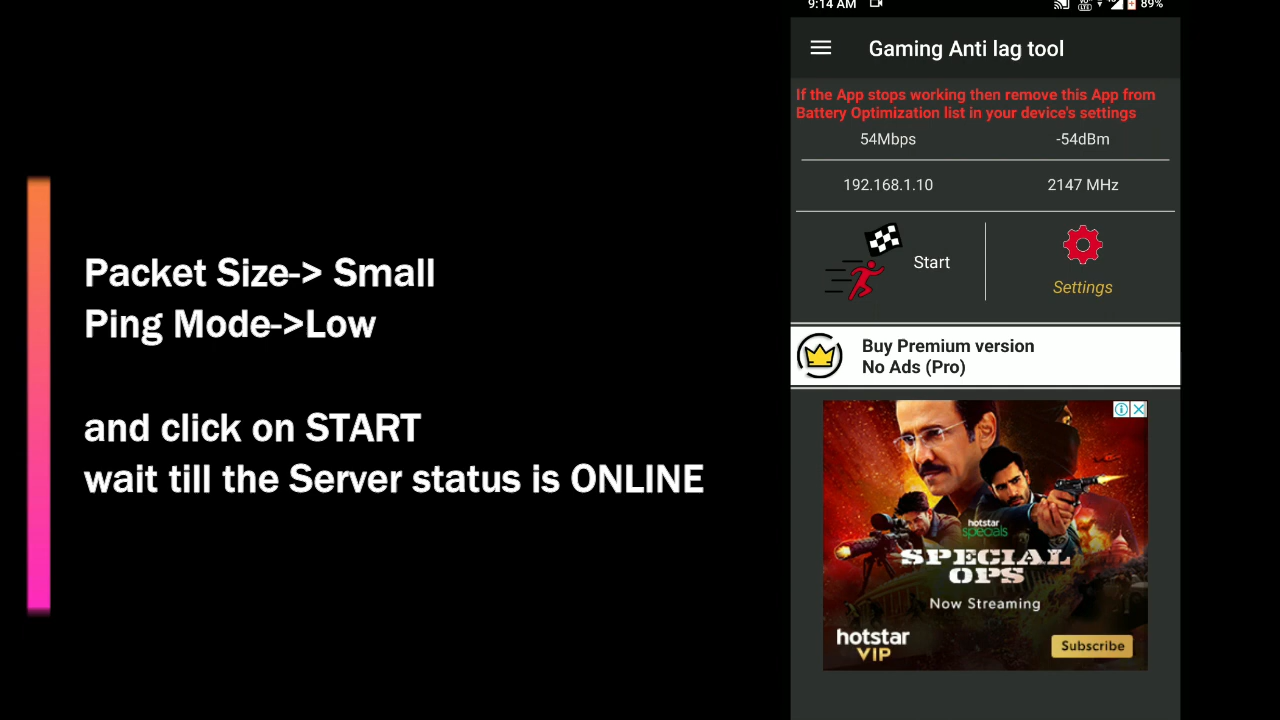 9:14 AM
89%
Gaming Anti lag tool
If the App stops working then remove this App from
Battery Optimization list in your device's settings
54Mbps -54dBm
192.168.1.10 2147 MHz
Start
Settings
Buy Premium version
No Ads (Pro)
hotstar
specials
SPECIAL
OPS
Now Streaming
hotstar
VIP
Subscribe
Packet Size-> Small
Ping Mode->Low
and click on START
wait till the Server status is ONLINE